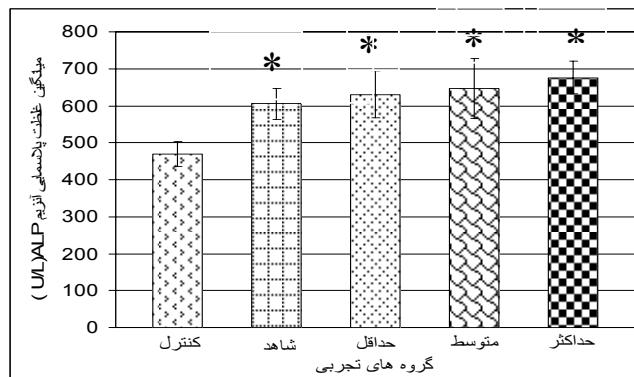 میانگین غلظت پلاسمایی آنزیم ALP (U/L)
800
700
600
500
400
300
200
100
0
* * * *
کنترل شاهد حداقل متوسط حداکثر
گروه های تجربی